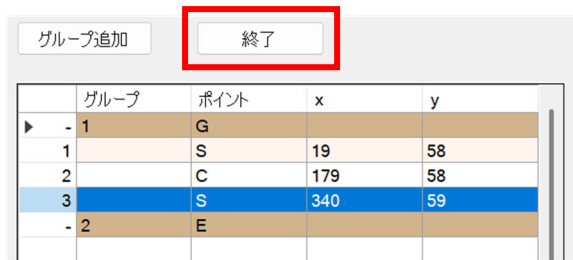 グループ追加 終了
グループ ポイント x y
- 1 G
1 S 19 58
2 C 179 58
3 S 340 59
- 2 E